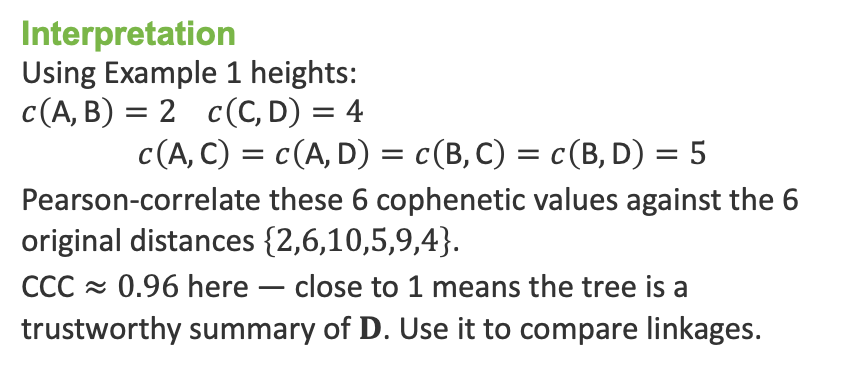 Interpretation
Using Example 1 heights:
c(A, B) = 2 c(C, D) = 4
c(A, C) = c(A, D) = c(B, C) = c(B, D) = 5
Pearson-correlate these 6 cophenetic values against the 6
original distances {2,6,10,5,9,4}.
CCC ≈ 0.96 here — close to 1 means the tree is a
trustworthy summary of D. Use it to compare linkages.